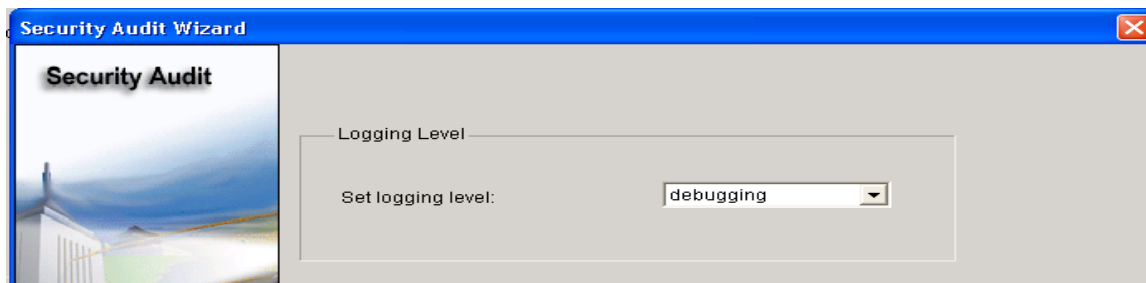 Security Audit Wizard
Security Audit
Logging Level
Set logging level:
debugging